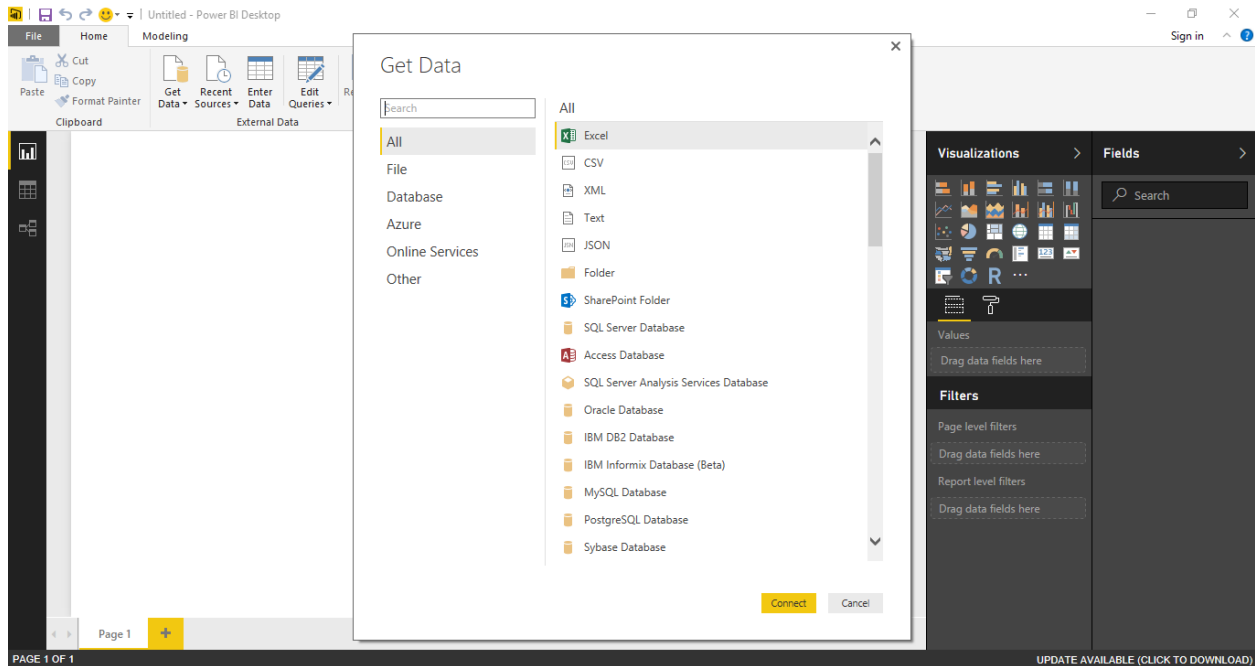 Untitled - Power BI Desktop
File Home Modeling Sign in
Paste
Cut
Copy
Format Painter
Clipboard
Get Data
Recent Sources
Enter Data
Edit Queries
External Data
Get Data
Search
All
File
Database
Azure
Online Services
Other
All
Excel
CSV
XML
Text
JSON
Folder
SharePoint Folder
SQL Server Database
Access Database
SQL Server Analysis Services Database
Oracle Database
IBM DB2 Database
IBM Informix Database (Beta)
MySQL Database
PostgreSQL Database
Sybase Database
Connect Cancel
Visualizations
Values
Drag data fields here
Filters
Page level filters
Drag data fields here
Report level filters
Drag data fields here
Fields
Search
Page 1
PAGE 1 OF 1
UPDATE AVAILABLE (CLICK TO DOWNLOAD)